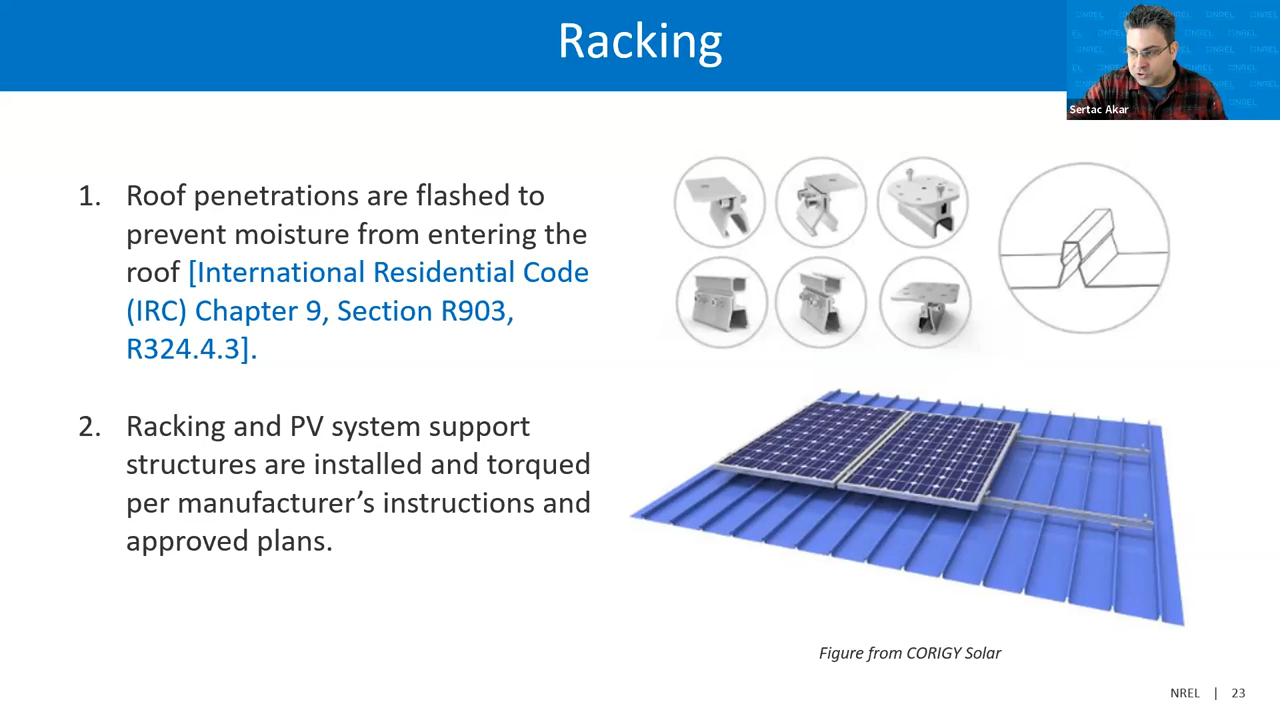 Racking
Sertac Akar
1. Roof penetrations are flashed to
prevent moisture from entering the
roof [International Residential Code
(IRC) Chapter 9, Section R903,
R324.4.3].
2. Racking and PV system support
structures are installed and torqued
per manufacturer’s instructions and
approved plans.
Figure from CORIGY Solar
NREL | 23